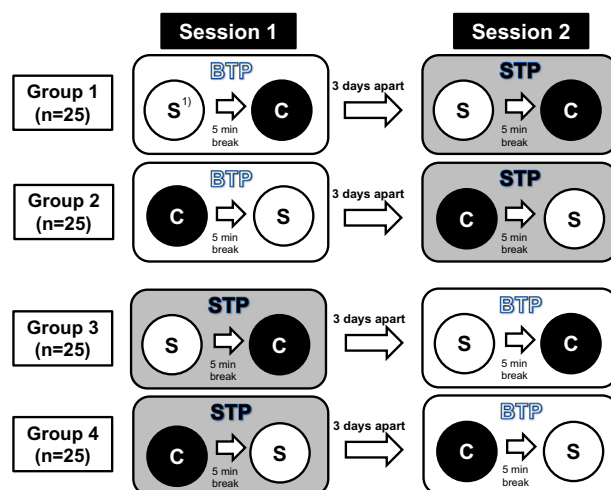 Session 1
Session 2
Group 1
(n=25)
BTP
S1)
C
5 min
break
3 days apart
STP
S
C
5 min
break
Group 2
(n=25)
BTP
C
S
5 min
break
3 days apart
STP
C
S
5 min
break
Group 3
(n=25)
STP
S
C
5 min
break
3 days apart
BTP
S
C
5 min
break
Group 4
(n=25)
STP
C
S
5 min
break
3 days apart
BTP
C
S
5 min
break